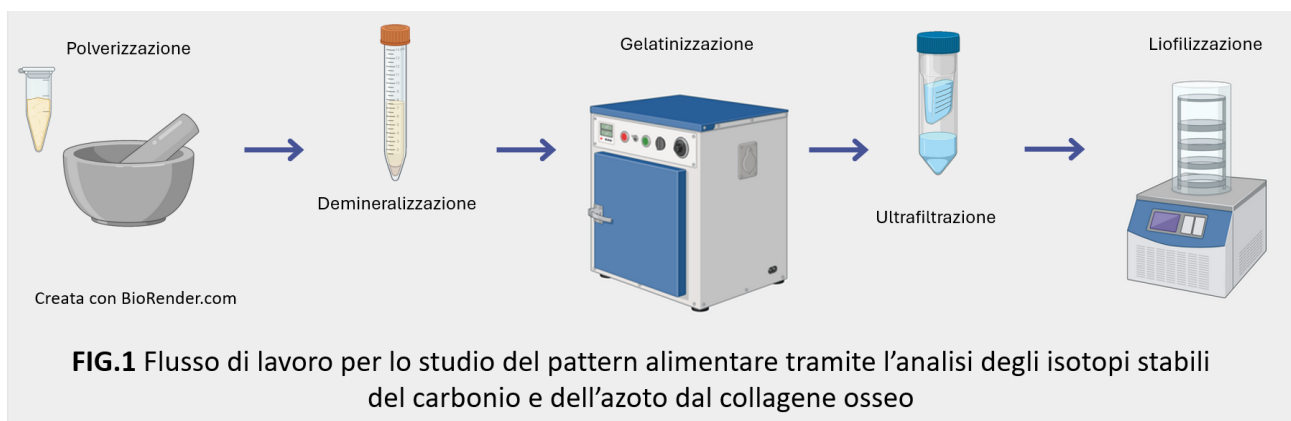 Polverizzazione
Demineralizzazione
Gelatinizzazione
Ultrafiltrazione
Liofilizzazione
Creata con BioRender.com
FIG.1 Flusso di lavoro per lo studio del pattern alimentare tramite l’analisi degli isotopi stabili
del carbonio e dell’azoto dal collagene osseo